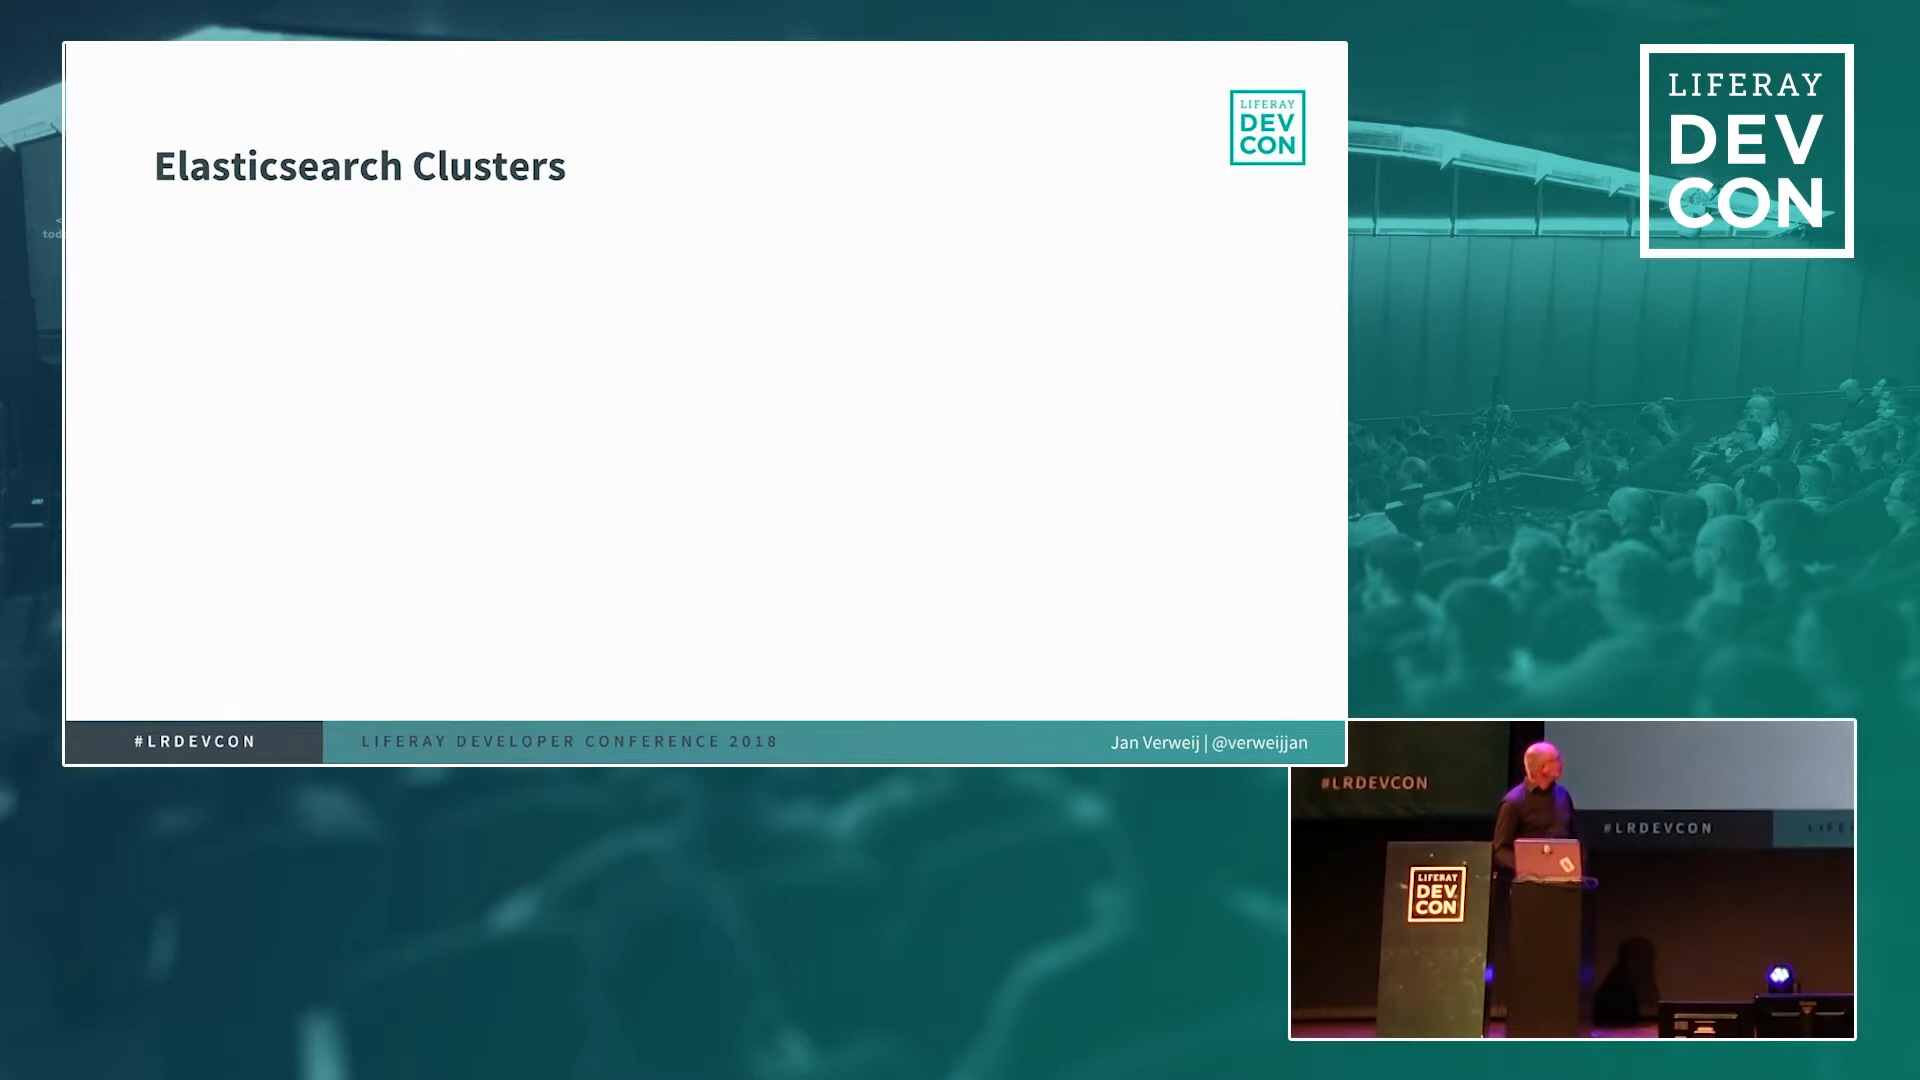 Elasticsearch Clusters
LIFERAY
DEV
CON
#LRDEVCON
LIFERAY DEVELOPER CONFERENCE 2018
Jan Verweij | @verweijjan
LIFERAY
DEV
CON
#LRDEVCON
#LRDEVCON
LIFERAY
DEV
CON